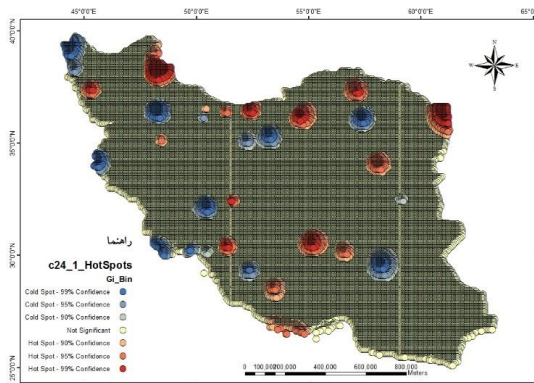 45°0'0"E 50°0'0"E 55°0'0"E 60°0'0"E 65°0'
40°0'0"N
35°0'0"N
30°0'0"N
25°0'0"N
N
W E
S
راهنما
c24_1_HotSpots
Gi_Bin
Cold Spot - 99% Confidence
Cold Spot - 95% Confidence
Cold Spot - 90% Confidence
Not Significant
Hot Spot - 90% Confidence
Hot Spot - 95% Confidence
Hot Spot - 99% Confidence
0 100,000200,000 400,000 600,000 800,000
Meters